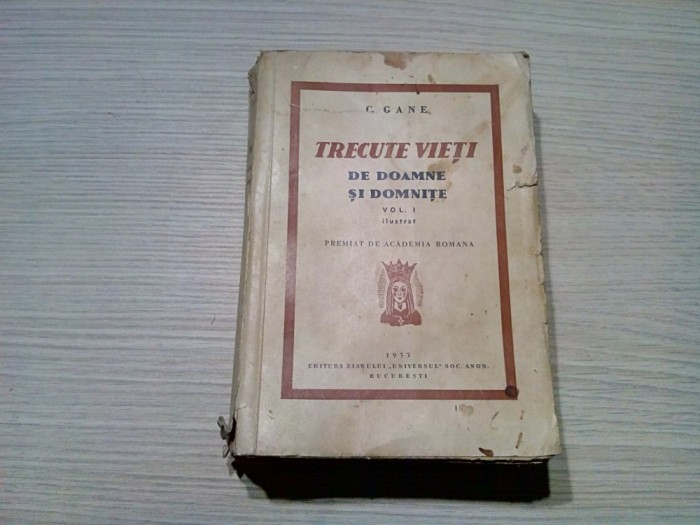 C. GANE
TRECUTE VIEȚI
DE DOAMNE
ȘI DOMNIȚE
VOL. I
ilustrat
PREMIAT DE ACADEMIA ROMANA
1933
EDITURA ZIARULUI „UNIVERSUL” SOC. ANON.
BUCUREȘTI